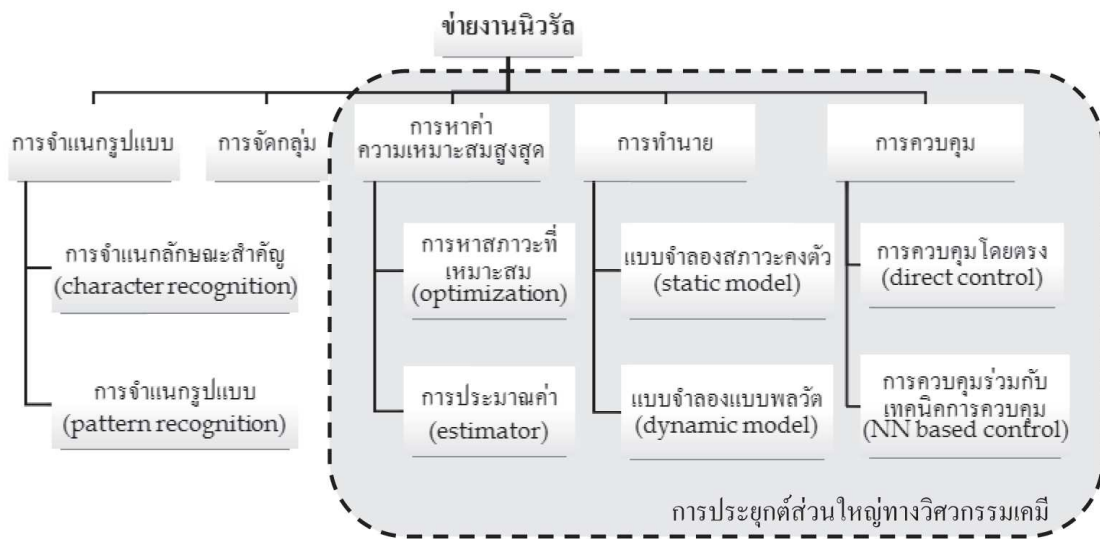 ข่ายงานนิวรัล
การจำแนกรูปแบบ
การจัดกลุ่ม
การหาค่า
ความเหมาะสมสูงสุด
การทำนาย
การควบคุม
การจำแนกลักษณะสำคัญ
(character recognition)
การจำแนกรูปแบบ
(pattern recognition)
การหาสภาวะที่
เหมาะสม
(optimization)
การประมาณค่า
(estimator)
แบบจำลองสภาวะคงตัว
(static model)
แบบจำลองแบบพลวัต
(dynamic model)
การควบคุมโดยตรง
(direct control)
การควบคุมร่วมกับ
เทคนิคการควบคุม
(NN based control)
การประยุกต์ส่วนใหญ่ทางวิศวกรรมเคมี